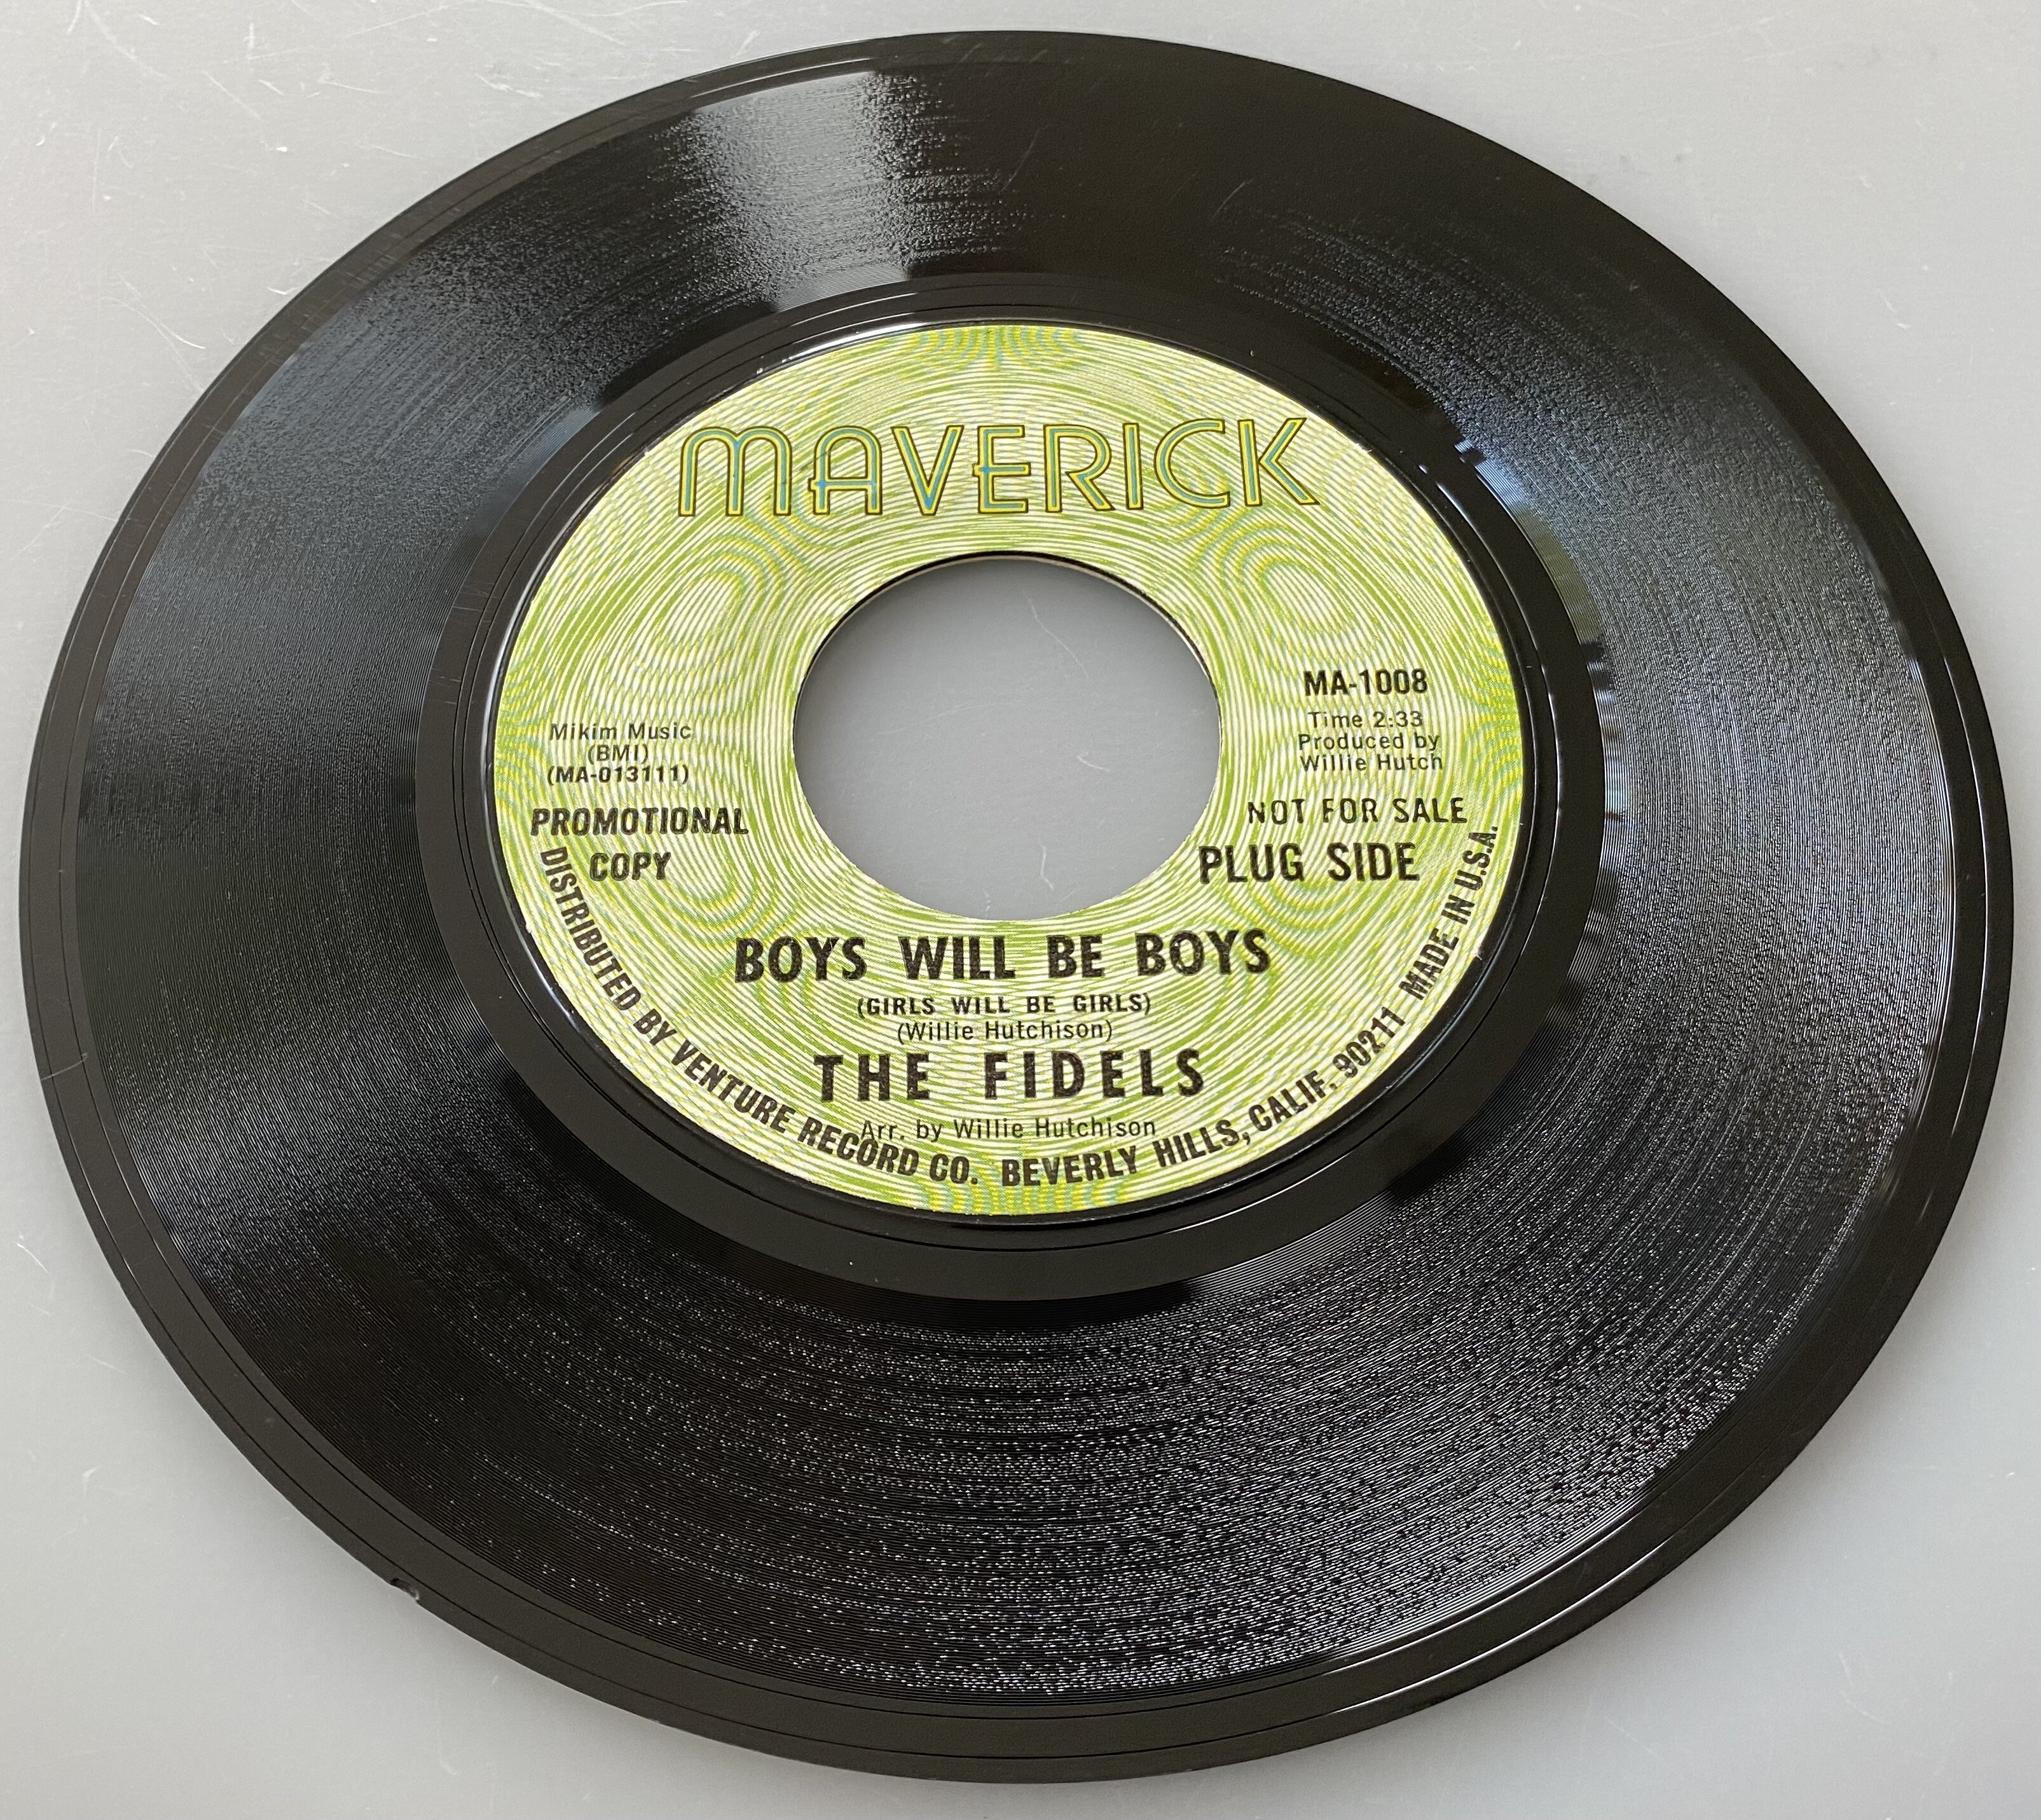 MAVERICK
Mikim Music
(BMI)
(MA-013111)
PROMOTIONAL
COPY
MA-1008
Time 2:33
Produced by
Willie Hutch
NOT FOR SALE
PLUG SIDE
BOYS WILL BE BOYS
(GIRLS WILL BE GIRLS)
(Willie Hutchison)
THE FIDELS
Arr. by Willie Hutchison
DISTRIBUTED BY VENTURE RECORD CO. BEVERLY HILLS, CALIF. 90211 MADE IN U.S.A.